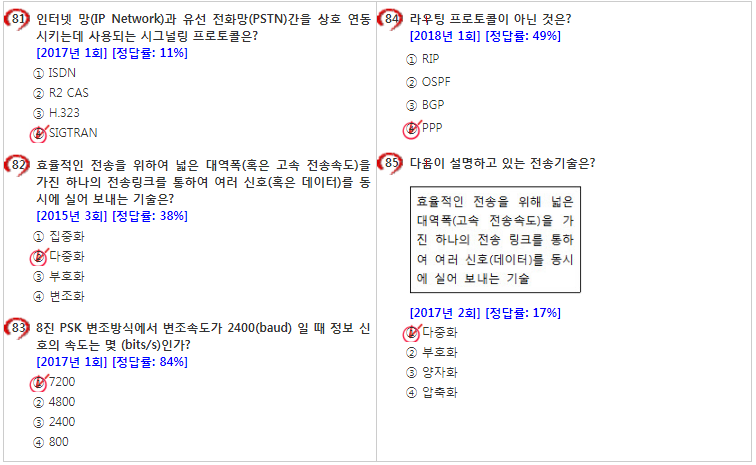 81. 인터넷 망(IP Network)과 유선 전화망(PSTN)간을 상호 연동
시키는데 사용되는 시그널링 프로토콜은?
[2017년 1회] [정답률: 11%]
① ISDN
② R2 CAS
③ H.323
④ SIGTRAN
82. 효율적인 전송을 위하여 넓은 대역폭(혹은 고속 전송속도)을
가진 하나의 전송링크를 통하여 여러 신호(혹은 데이터)를 동
시에 실어 보내는 기술은?
[2015년 3회] [정답률: 38%]
① 집중화
② 다중화
③ 부호화
④ 변조화
83. 8진 PSK 변조방식에서 변조속도가 2400(baud) 일 때 정보 신
호의 속도는 몇 (bits/s)인가?
[2017년 1회] [정답률: 84%]
① 7200
② 4800
③ 2400
④ 800
84. 라우팅 프로토콜이 아닌 것은?
[2018년 1회] [정답률: 49%]
① RIP
② OSPF
③ BGP
④ PPP
85. 다음이 설명하고 있는 전송기술은?
효율적인 전송을 위해 넓은
대역폭(고속 전송속도)을 가
진 하나의 전송 링크를 통하
여 여러 신호(데이터)를 동시
에 실어 보내는 기술
[2017년 2회] [정답률: 17%]
① 다중화
② 부호화
③ 양자화
④ 압축화